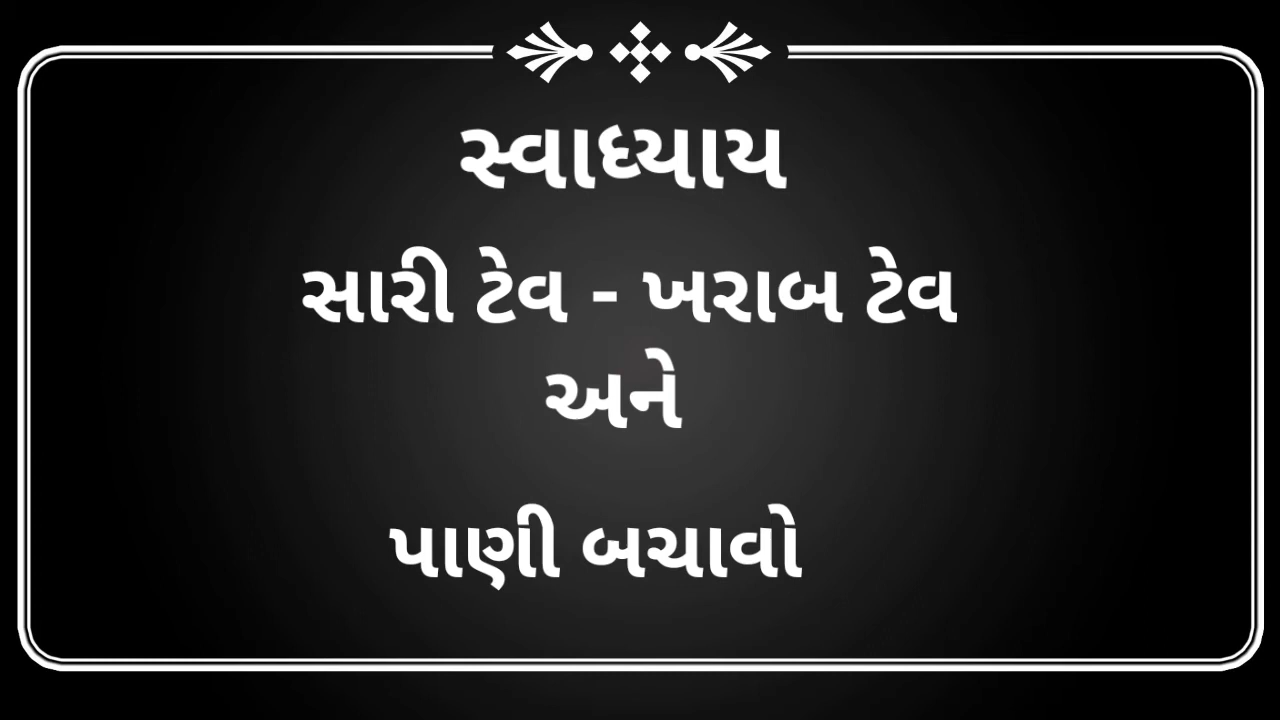 સ્વાધ્યાય
સારી ટેવ - ખરાબ ટેવ
અને
પાણી બચાવો